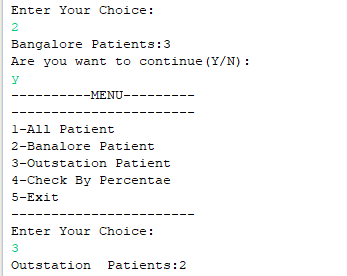 Enter Your Choice:
2
Bangalore Patients:3
Are you want to continue(Y/N):
y
----------MENU---------
-----------------------
1-All Patient
2-Banalore Patient
3-Outstation Patient
4-Check By Percentae
5-Exit
-----------------------
Enter Your Choice:
3
Outstation  Patients:2